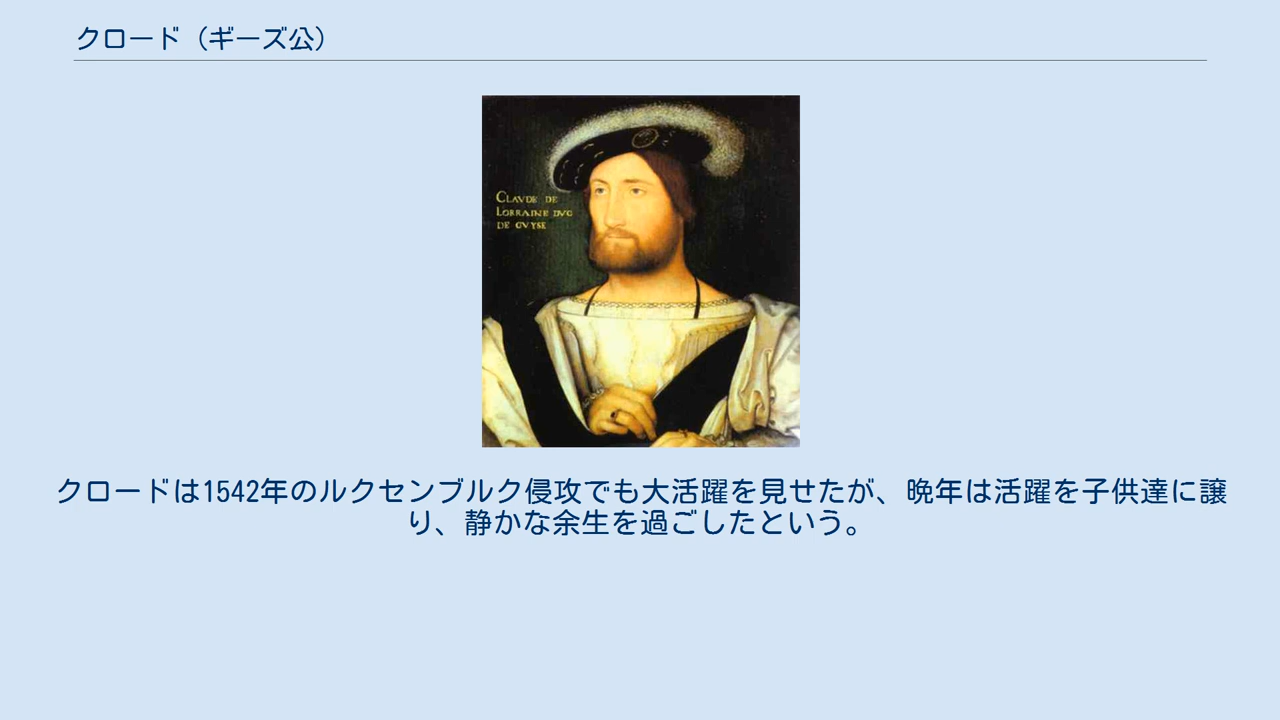 クロード（ギーズ公）
CLAVDE DE
LORRAINE DVC
DE GVYSE
クロードは1542年のルクセンブルク侵攻でも大活躍を見せたが、晩年は活躍を子供達に譲
り、静かな余生を過ごしたという。